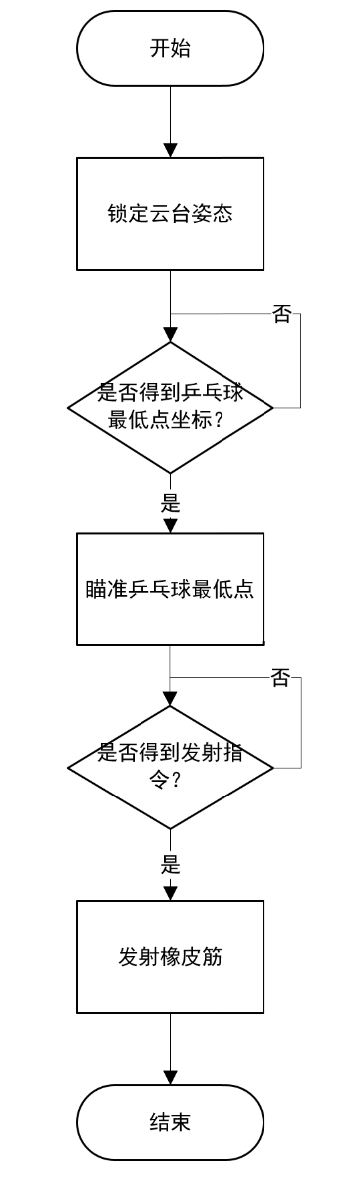 开始
锁定云台姿态
否
是否得到乒乓球
最低点坐标？
是
瞄准乒乓球最低点
否
是否得到发射指
令？
是
发射橡皮筋
结束